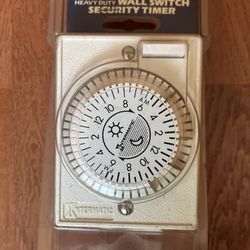 HEAVY DUTY WALL SWITCH
SECURITY TIMER
AM
6 8 10 12 2 4 6 8 10 12 2 4
INTERMATIC